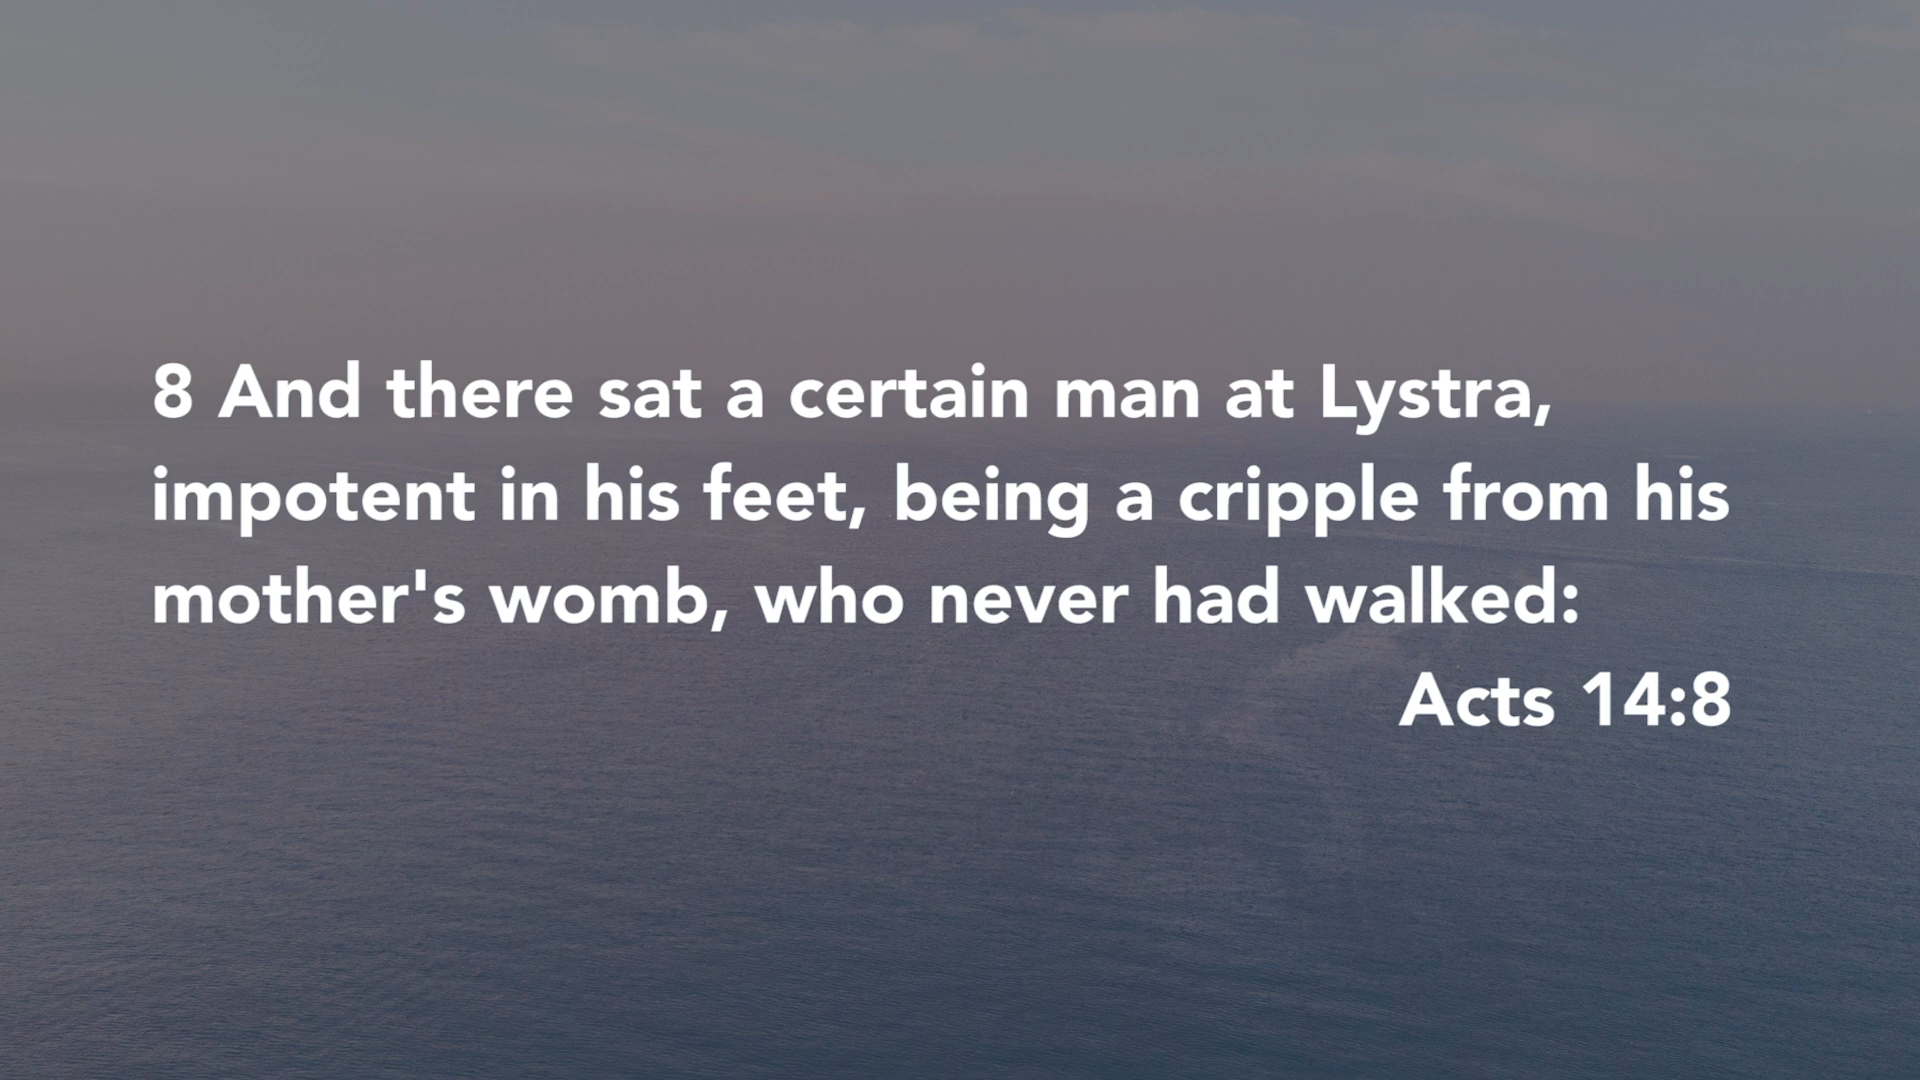 8 And there sat a certain man at Lystra,
impotent in his feet, being a cripple from his
mother's womb, who never had walked:
Acts 14:8